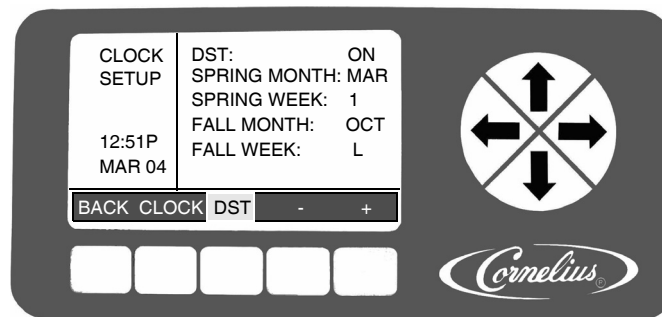 CLOCK
SETUP
12:51P
MAR 04
DST: ON
SPRING MONTH: MAR
SPRING WEEK: 1
FALL MONTH: OCT
FALL WEEK: L
BACK CLOCK DST - +
Cornelius®